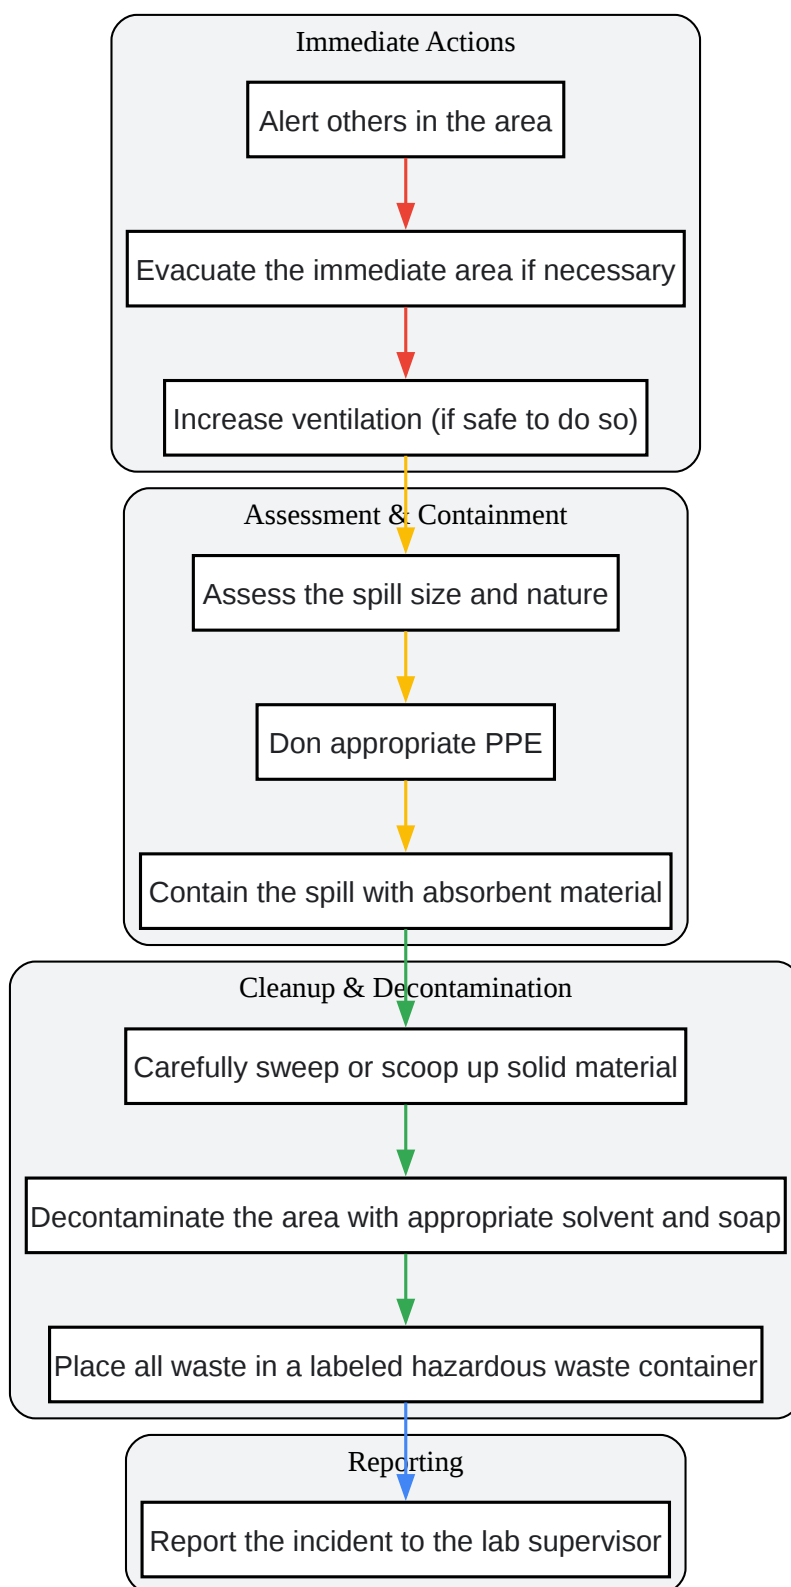 Immediate Actions
Alert others in the area
Evacuate the immediate area if necessary
Increase ventilation (if safe to do so)
Assessment & Containment
Assess the spill size and nature
Don appropriate PPE
Contain the spill with absorbent material
Cleanup & Decontamination
Carefully sweep or scoop up solid material
Decontaminate the area with appropriate solvent and soap
Place all waste in a labeled hazardous waste container
Reporting
Report the incident to the lab supervisor